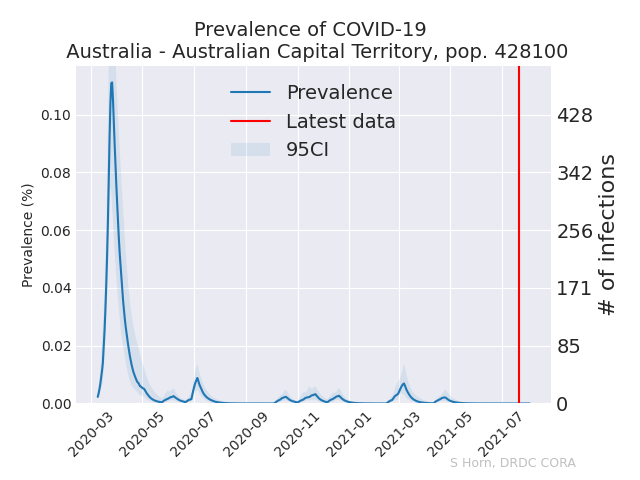 Prevalence of COVID-19
Australia - Australian Capital Territory, pop. 428100
Prevalence
Latest data
95CI
Prevalence (%)
0.10
0.08
0.06
0.04
0.02
0.00
428
342
256
171
85
0
# of infections
2020-03
2020-05
2020-07
2020-09
2020-11
2021-01
2021-03
2021-05
2021-07
S Horn, DRDC CORA